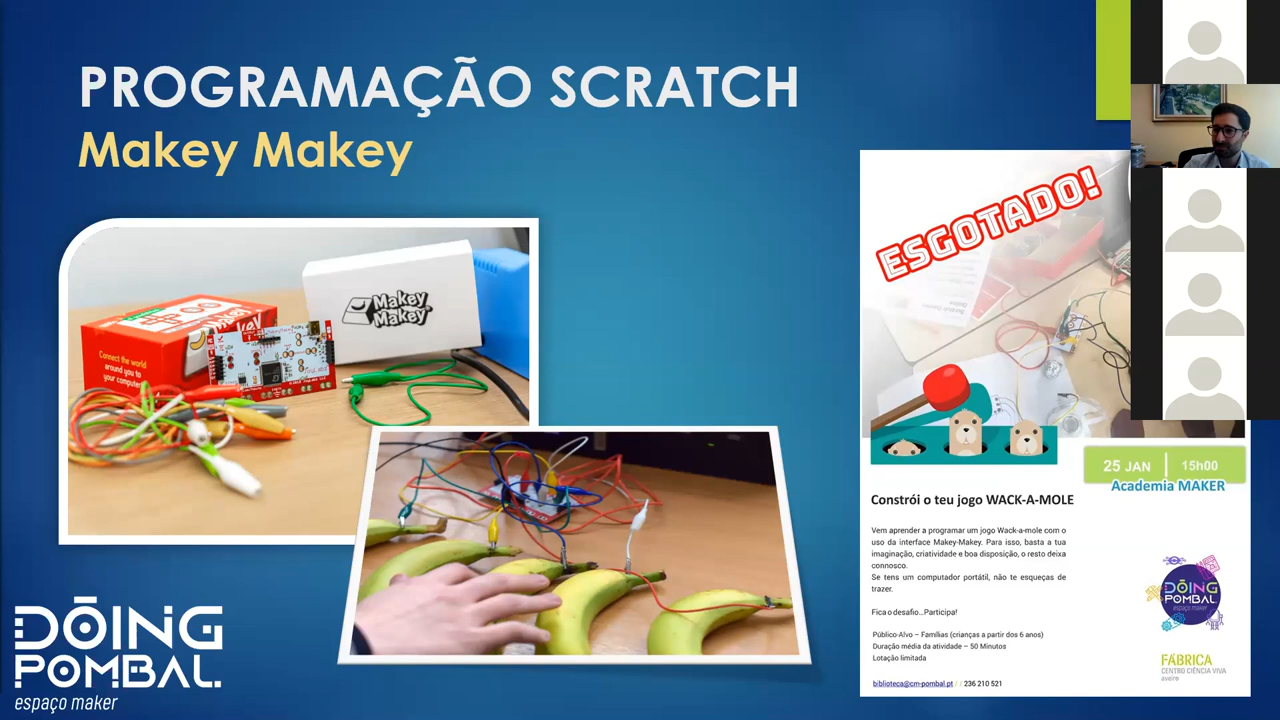 PROGRAMAÇÃO SCRATCH
Makey Makey
Connect the world
around you to
your computer
Makey
Makey
DŌING
POMBAL.
espaço maker
ESGOTADO!
25 JAN | 15h00
Academia MAKER
Constrói o teu jogo WACK-A-MOLE
Vem aprender a programar um jogo Wack-a-mole com o
uso da interface Makey-Makey. Para isso, basta a tua
imaginação, criatividade e boa disposição, o resto deixa
connosco.
Se tens um computador portátil, não te esqueças de
trazer.
Fica o desafio...Participa!
Público-Alvo – Famílias (crianças a partir dos 6 anos)
Duração média da atividade – 50 Minutos
Lotação limitada
biblioteca@cm-pombal.pt // 236 210 521
DŌING
POMBAL
espaço maker
FÁBRICA
CENTRO CIÊNCIA VIVA
aveiro